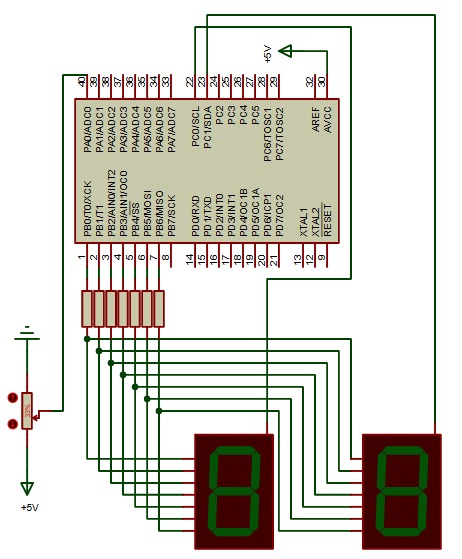 +5V
40
39
38
37
36
35
34
33
22
23
24
25
26
27
28
29
32
30
PA0/ADC0
PA1/ADC1
PA2/ADC2
PA3/ADC3
PA4/ADC4
PA5/ADC5
PA6/ADC6
PA7/ADC7
PC0/SCL
PC1/SDA
PC2
PC3
PC4
PC5
PC6/TOSC1
PC7/TOSC2
AREF
AVCC
PB0/T0/XCK
PB1/T1
PB2/AIN0/INT2
PB3/AIN1/OC0
PB4/SS
PB5/MOSI
PB6/MISO
PB7/SCK
PD0/RXD
PD1/TXD
PD2/INT0
PD3/INT1
PD4/OC1B
PD5/OC1A
PD6/ICP1
PD7/OC2
XTAL1
XTAL2
RESET
1
2
3
4
5
6
7
8
14
15
16
17
18
19
20
21
13
12
9
+5V